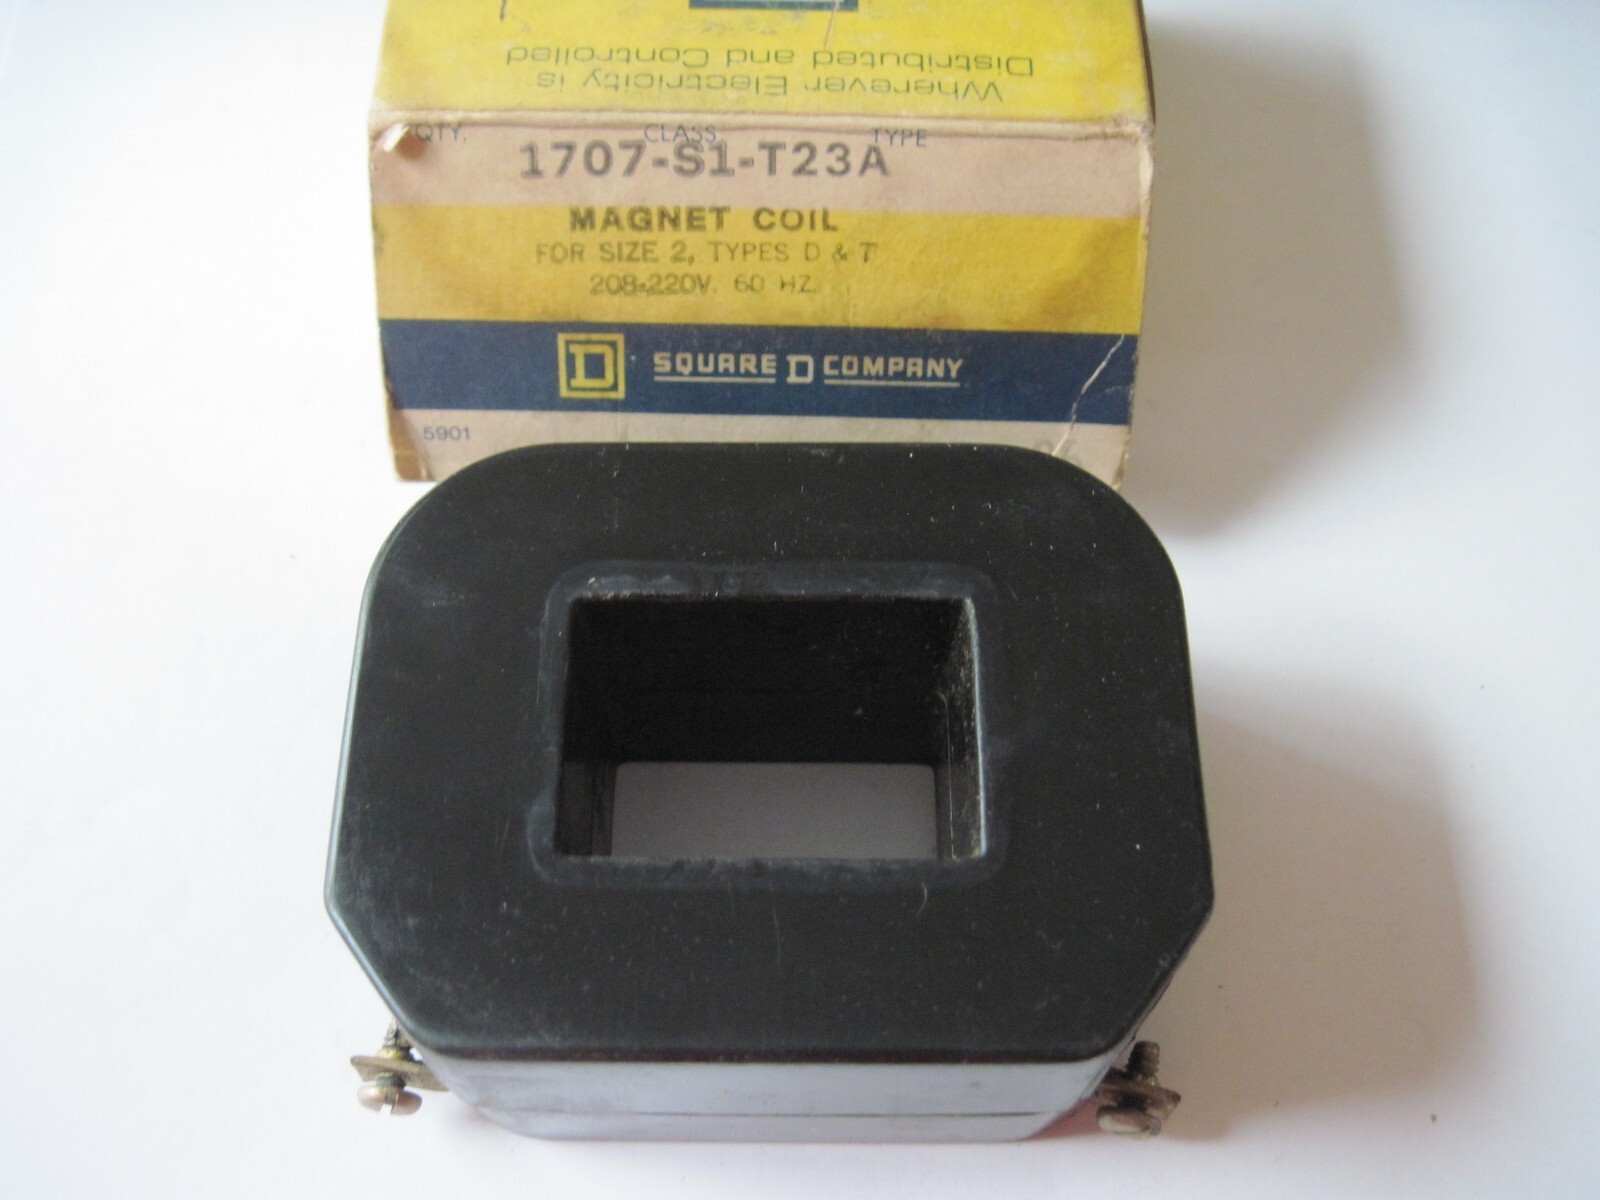 Wherever Electricity is
Distributed and Controlled
QTY. CLASS TYPE
1707-S1-T23A
MAGNET COIL
FOR SIZE 2, TYPES D & T
208-220V. 60 HZ.
D SQUARE D COMPANY
5901